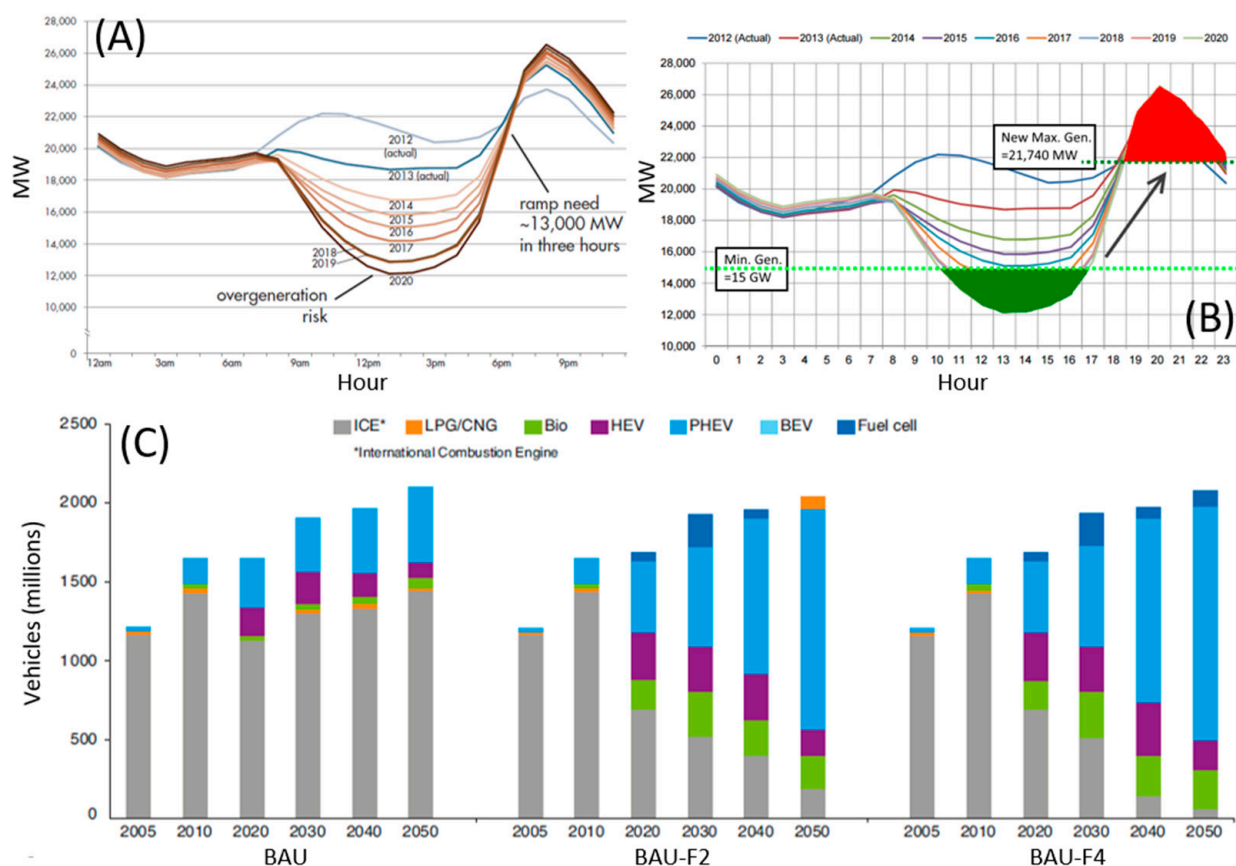 (A)
28,000
26,000
24,000
22,000
20,000
18,000
16,000
14,000
12,000
10,000
0
MW
2012
(actual)
2013 (actual)
2014
2015
2016
2017
2018
2019
2020
overgeneration
risk
ramp need
~13,000 MW
in three hours
12am 3am 6am 9am 12pm 3pm 6pm 9pm
Hour
(B)
2012 (Actual) 2013 (Actual) 2014 2015 2016 2017 2018 2019 2020
28,000
26,000
24,000
22,000
20,000
18,000
16,000
14,000
12,000
10,000
MW
New Max. Gen.
=21,740 MW
Min. Gen.
=15 GW
0 1 2 3 4 5 6 7 8 9 10 11 12 13 14 15 16 17 18 19 20 21 22 23
Hour
(C)
ICE* LPG/CNG Bio HEV PHEV BEV Fuel cell
*International Combustion Engine
2500
2000
1500
1000
500
0
Vehicles (millions)
2005 2010 2020 2030 2040 2050 2005 2010 2020 2030 2040 2050 2005 2010 2020 2030 2040 2050
BAU BAU-F2 BAU-F4